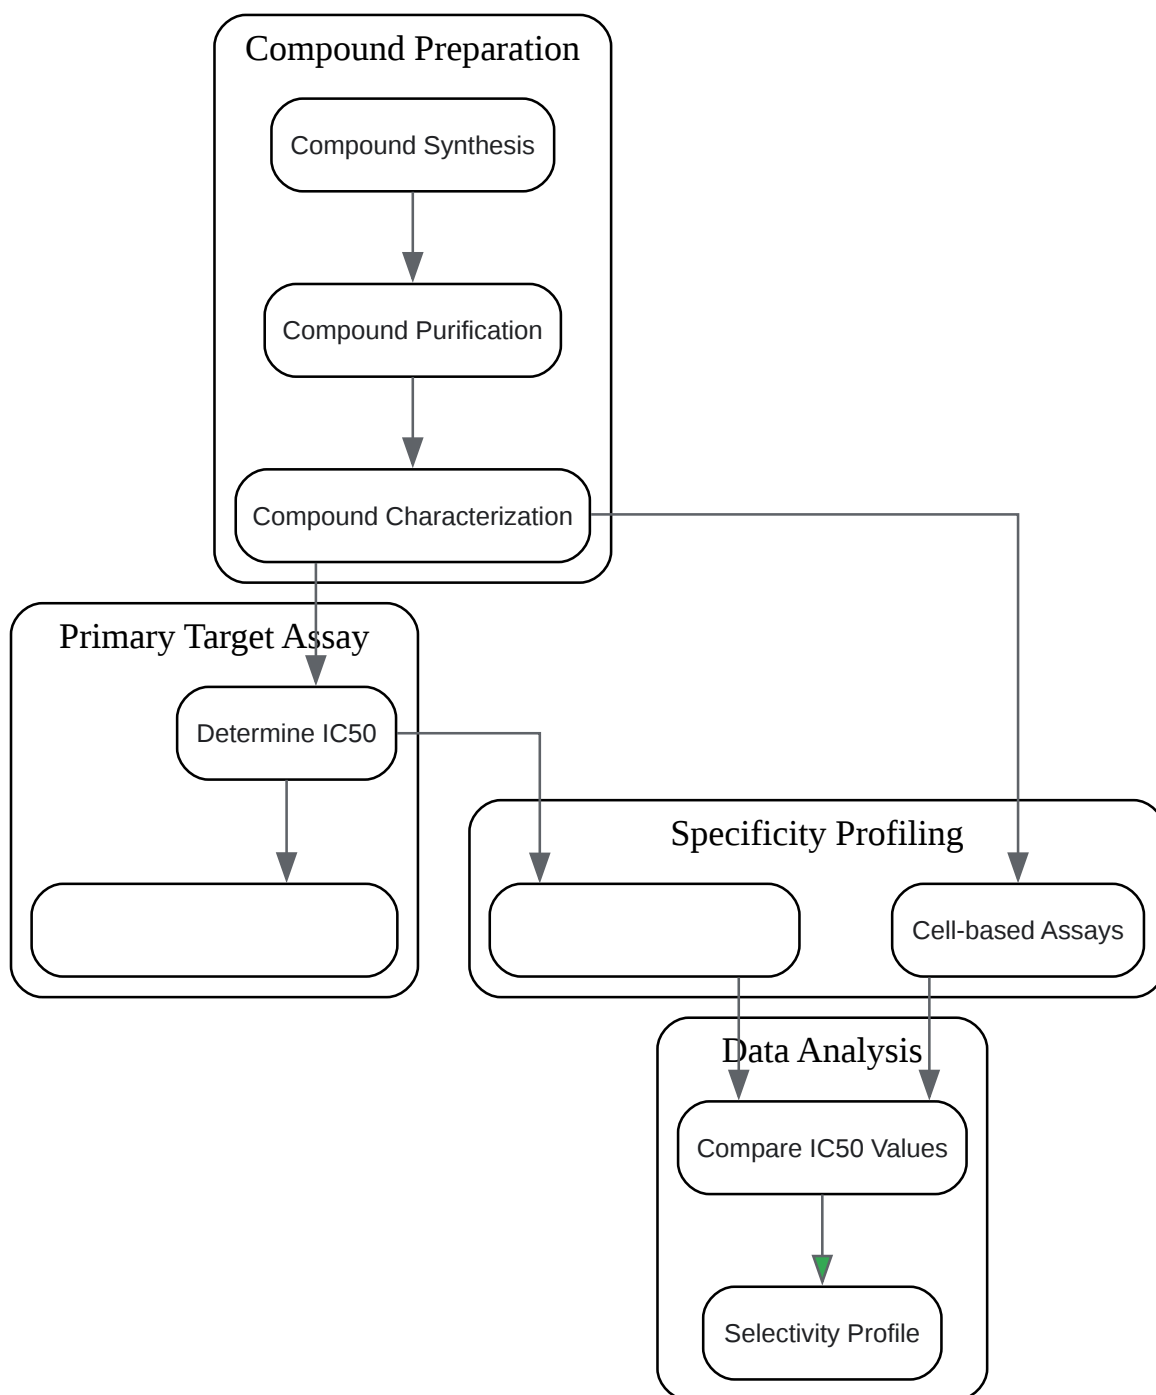 Compound Preparation
Compound Synthesis
Compound Purification
Compound Characterization
Primary Target Assay
Determine IC50
Specificity Profiling
Cell-based Assays
Data Analysis
Compare IC50 Values
Selectivity Profile